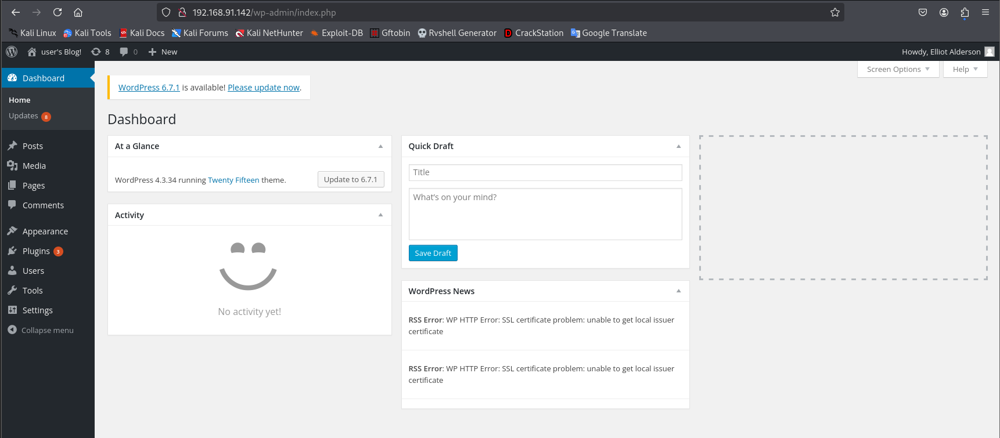 192.168.91.142/wp-admin/index.php
Kali Linux Kali Tools Kali Docs Kali Forums Kali NetHunter Exploit-DB Gftobin Rvshell Generator CrackStation Google Translate
user's Blog! 8 0 New Howdy, Elliot Alderson
Screen Options Help
Dashboard
Home
Updates 8
Posts
Media
Pages
Comments
Appearance
Plugins 3
Users
Tools
Settings
Collapse menu
WordPress 6.7.1 is available! Please update now.
Dashboard
At a Glance
WordPress 4.3.34 running Twenty Fifteen theme. Update to 6.7.1
Activity
No activity yet!
Quick Draft
Title
What's on your mind?
Save Draft
WordPress News
RSS Error: WP HTTP Error: SSL certificate problem: unable to get local issuer
certificate
RSS Error: WP HTTP Error: SSL certificate problem: unable to get local issuer
certificate